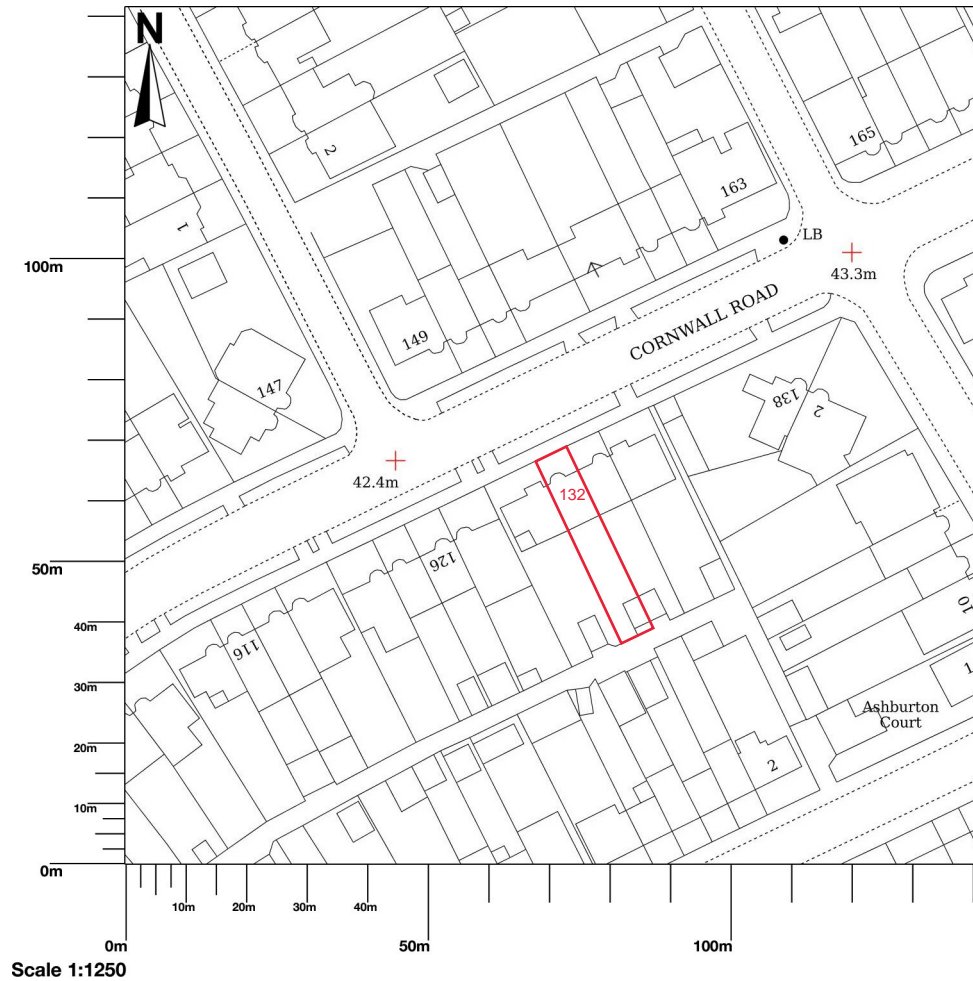 N
2
165
1
163
LB
43.3m
100m
CORNWALL ROAD
149
147
138
2
42.4m
132
126
50m
10
40m
116
1
30m
Ashburton
Court
20m
2
10m
0m
10m
20m
30m
40m
0m
50m
100m
Scale 1:1250